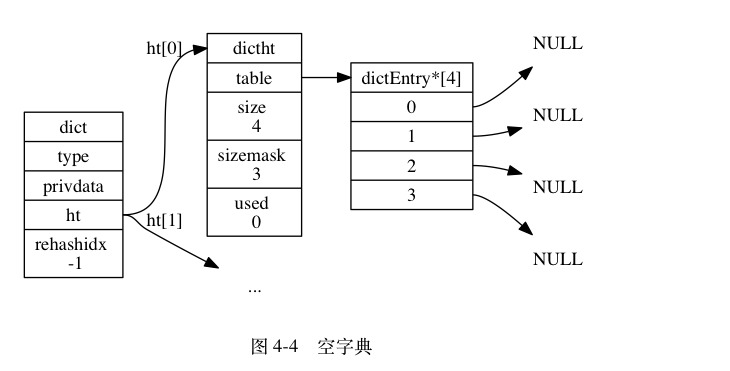 dict
type
privdata
ht
rehashidx
-1
ht[0]
ht[1]
dictht
table
size
4
sizemask
3
used
0
...
dictEntry*[4]
0
1
2
3
NULL
NULL
NULL
NULL
图 4-4 空字典